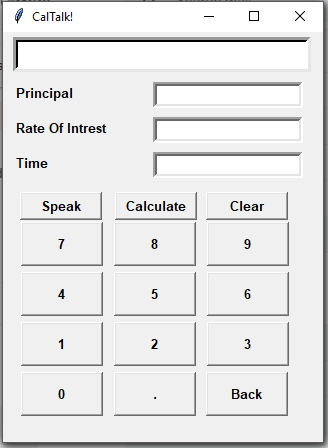 CalTalk!
Principal
Rate Of Intrest
Time
Speak Calculate Clear
7 8 9
4 5 6
1 2 3
0 . Back